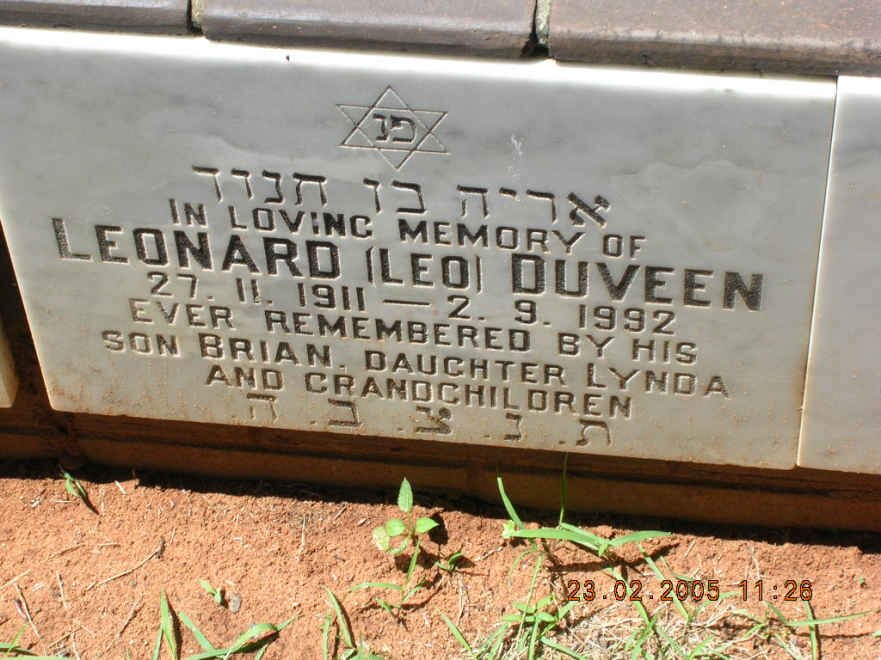 פנ
אריה בן חנוך
IN LOVING MEMORY OF
LEONARD (LEO) DUVEEN
27. 11. 1911 — 2. 9. 1992
EVER REMEMBERED BY HIS
SON BRIAN. DAUGHTER LYNDA
AND GRANDCHILDREN
ת. נ. צ. ב. ה.
23.02.2005 11:26